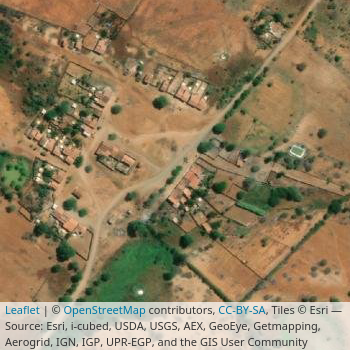 Leaflet | © OpenStreetMap contributors, CC-BY-SA, Tiles © Esri —
Source: Esri, i-cubed, USDA, USGS, AEX, GeoEye, Getmapping,
Aerogrid, IGN, IGP, UPR-EGP, and the GIS User Community